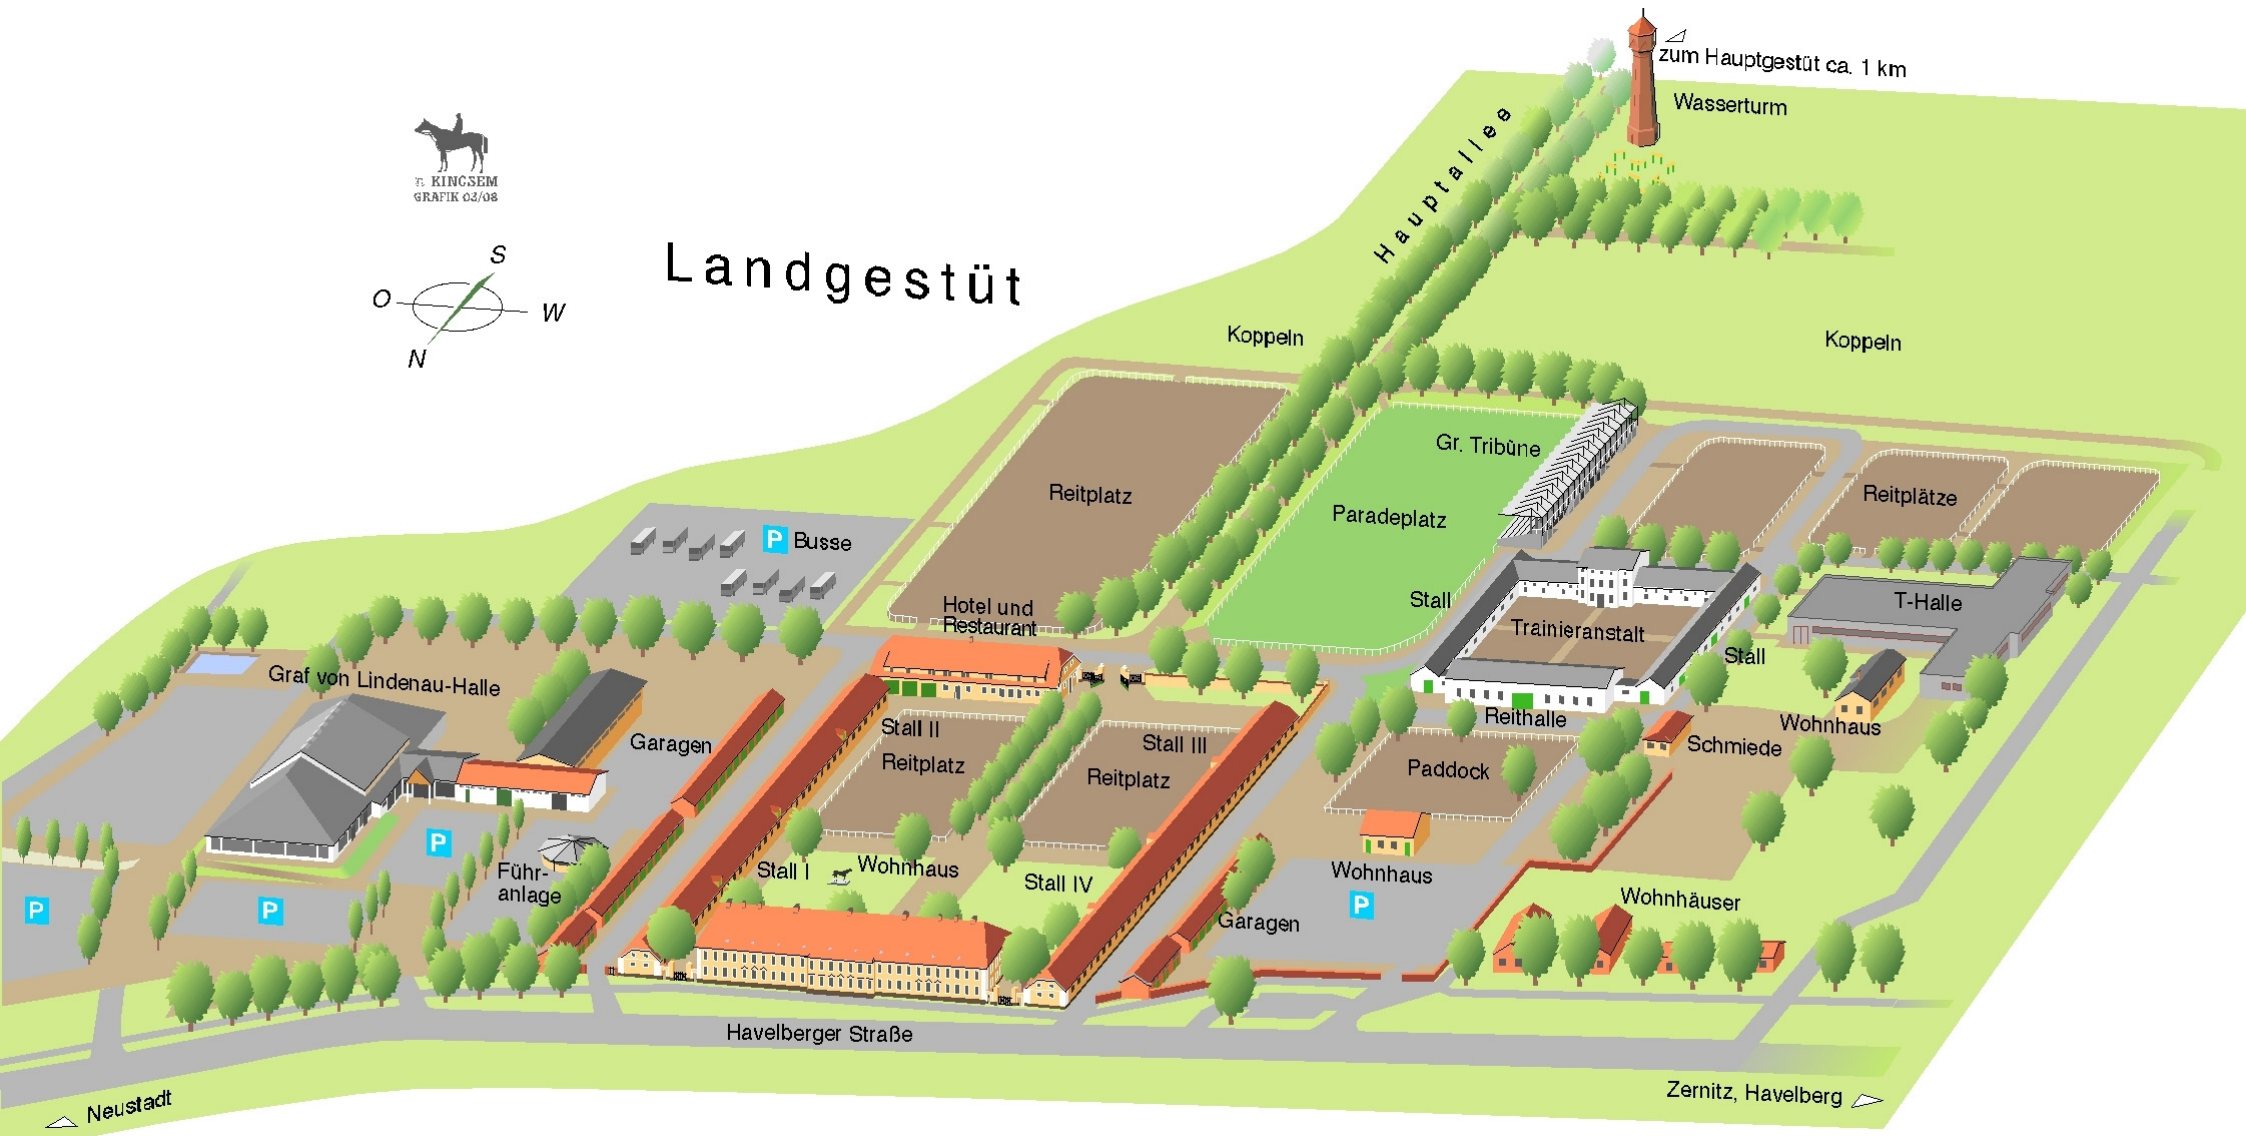 zum Hauptgestüt ca. 1 km
Wasserturm
Hauptallee
KINCSEM
GRAFIK 03/08
S
O
W
N
Landgestüt
Koppeln
Koppeln
Gr. Tribüne
Reitplatz
Reitplätze
Paradeplatz
P Busse
Hotel und
Restaurant
Stall
T-Halle
Trainieranstalt
Stall
Graf von Lindenau-Halle
Garagen
Stall II
Reitplatz
Stall III
Reitplatz
Reithalle
Wohnhaus
Schmiede
Paddock
P
Führ-
anlage
Stall I
Wohnhaus
Stall IV
Wohnhaus
P
P
P
Garagen
Wohnhäuser
Havelberger Straße
Neustadt
Zernitz, Havelberg